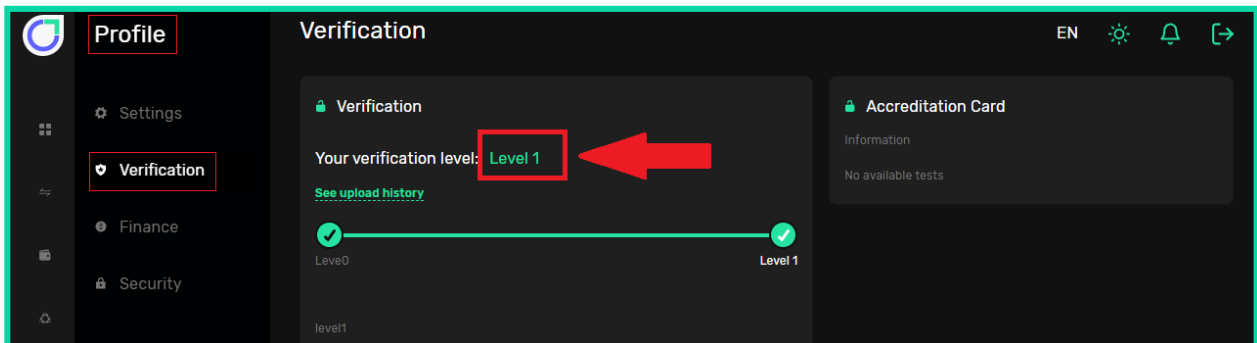 Profile
Settings
Verification
Finance
Security
Verification
EN
Verification
Your verification level: Level 1
See upload history
Leve0
Level 1
level1
Accreditation Card
Information
No available tests